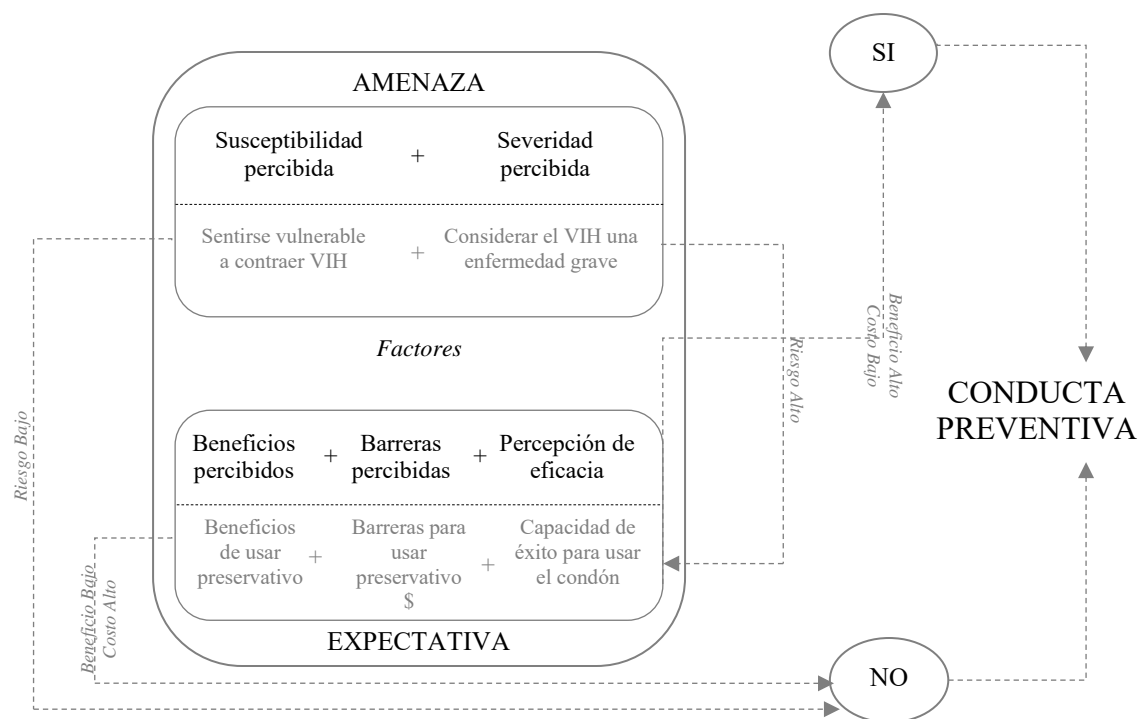 SI
AMENAZA
Susceptibilidad
percibida
+
Severidad
percibida
Sentirse vulnerable
a contraer VIH
+
Considerar el VIH una
enfermedad grave
Factores
Riesgo Alto
Beneficio Alto
Costo Bajo
CONDUCTA
PREVENTIVA
Riesgo Bajo
Beneficios
percibidos
+
Barreras
percibidas
+
Percepción de
eficacia
Beneficios
de usar
preservativo
+
Barreras para
usar
preservativo
$
+
Capacidad de
éxito para usar
el condón
EXPECTATIVA
Beneficio Bajo
Costo Alto
NO